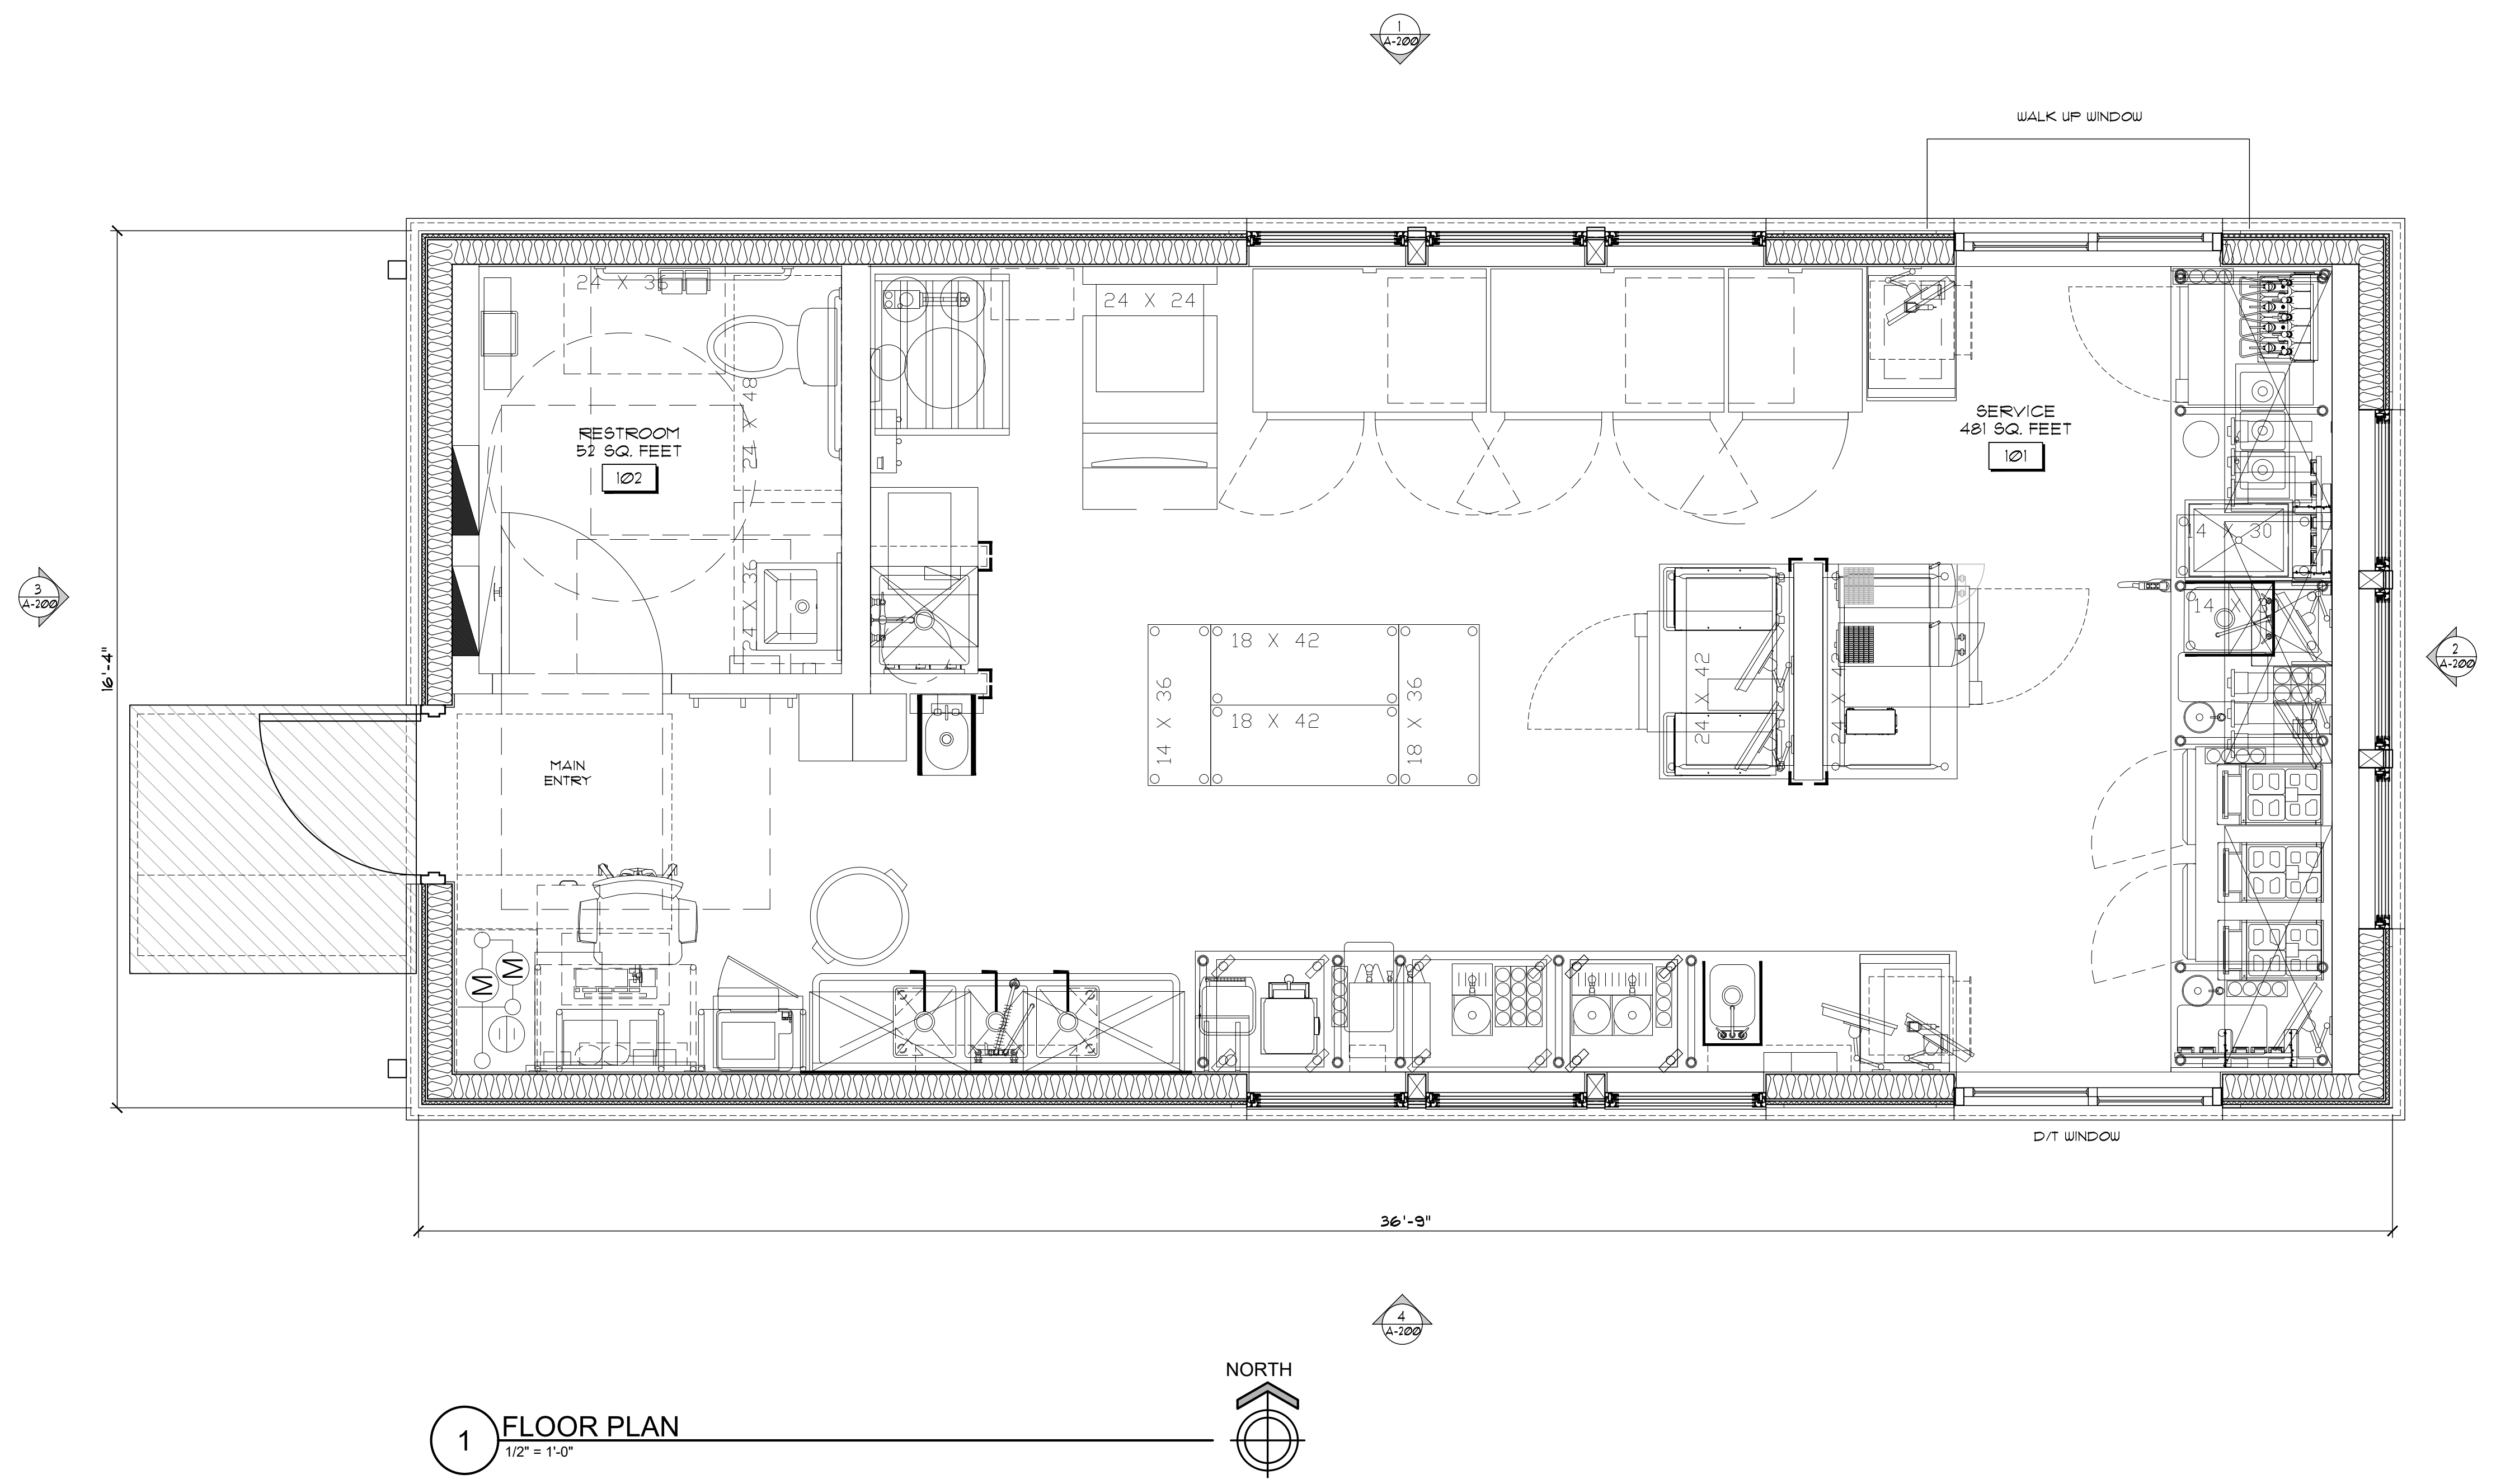 1
A-200
WALK UP WINDOW
24 X 36
24 X 24
24 X 48
RESTROOM
52 SQ. FEET
102
SERVICE
481 SQ. FEET
101
14 X 30
14
3
A-200
16'-4"
24 X 36
18 X 42
18 X 42
14 X 36
18 X 36
24 X 42
24 X 42
2
A-200
MAIN
ENTRY
M
M
D/T WINDOW
36'-9"
4
A-200
NORTH
1
FLOOR PLAN
1/2" = 1'-0"